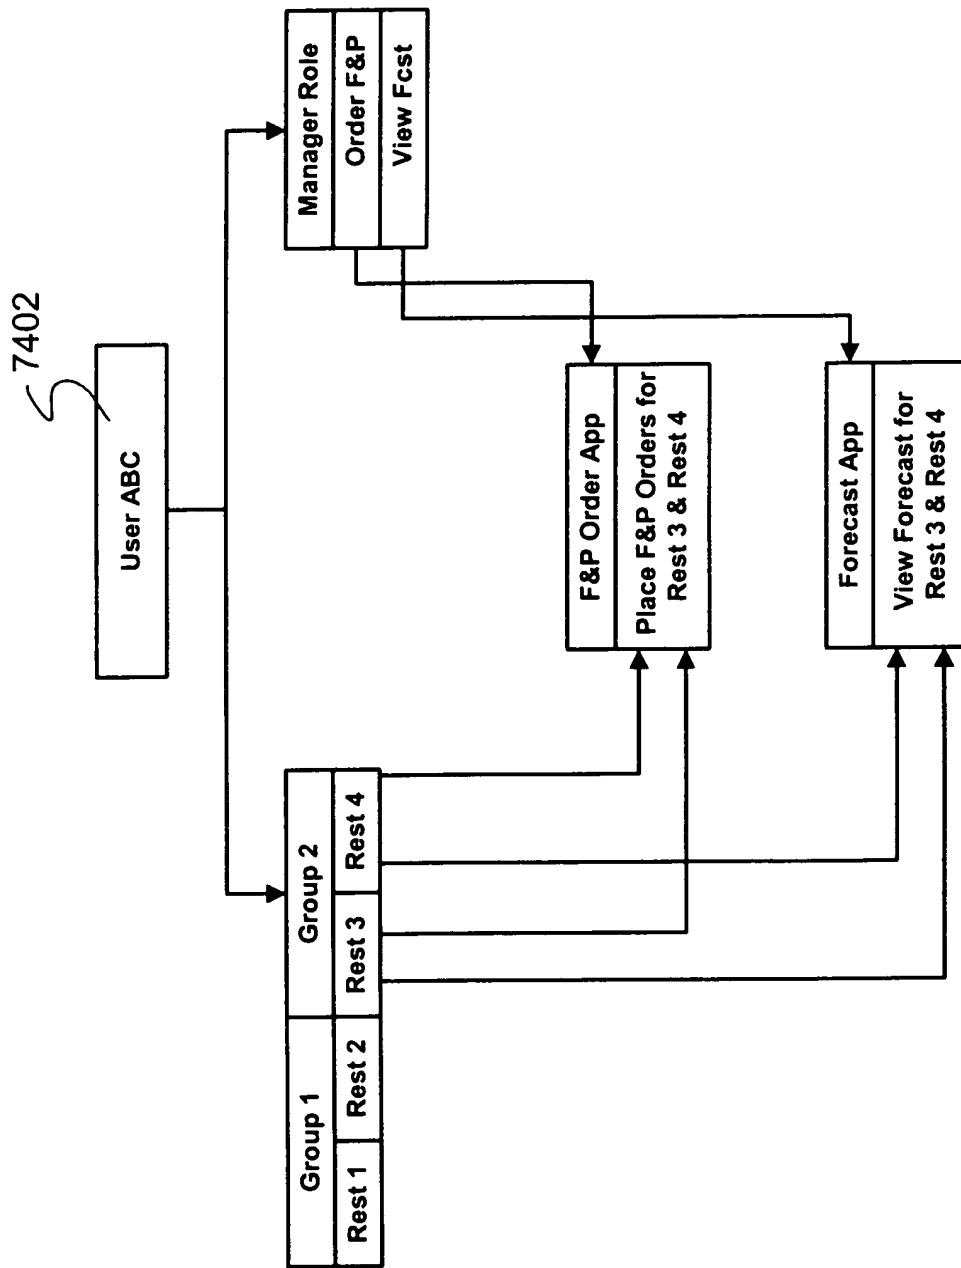 7402
User ABC
Group 1
Group 2
Rest 1
Rest 2
Rest 3
Rest 4
Manager Role
Order F&P
View Fcst
F&P Order App
Place F&P Orders for
Rest 3 & Rest 4
Forecast App
View Forecast for
Rest 3 & Rest 4